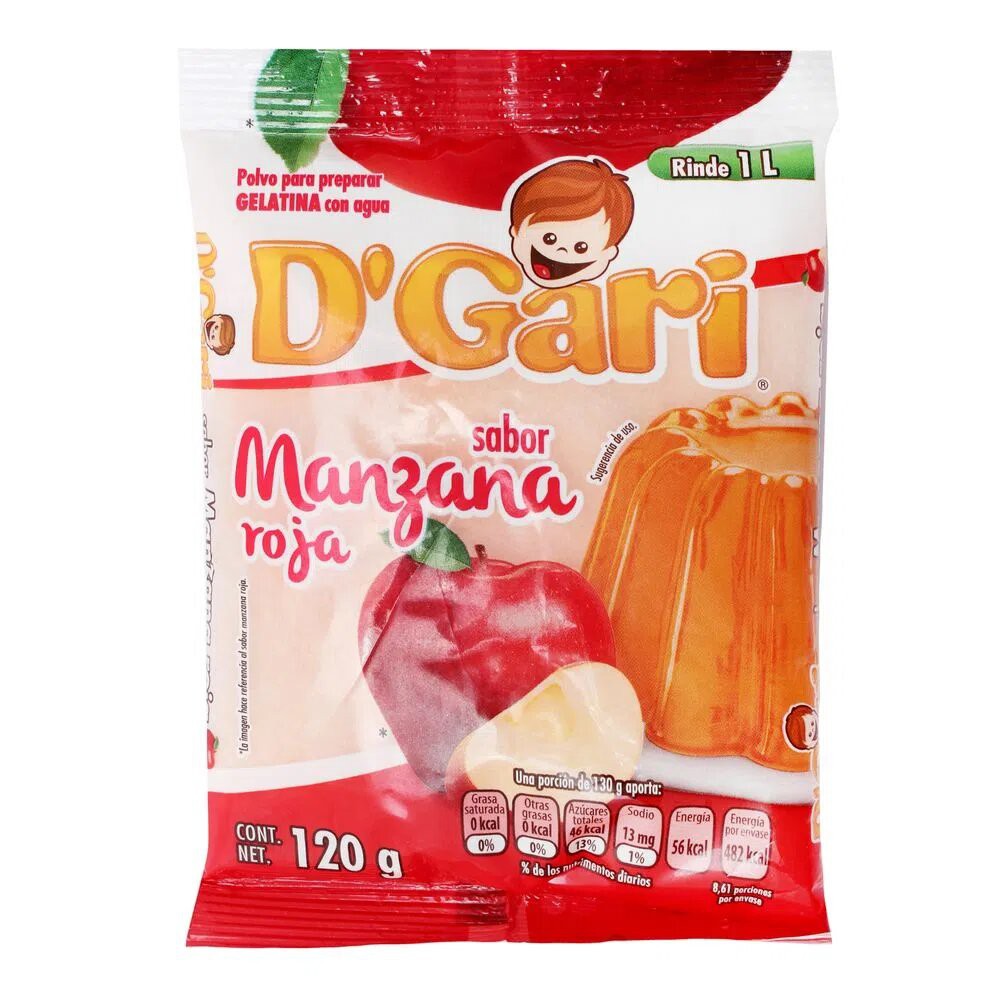 *
Polvo para preparar
GELATINA con agua
Rinde 1 L
D'Gari
®
sabor
Manzana
roja
Sugerencia de uso.
*La imagen hace referencia al sabor manzana roja.
*
Una porción de 130 g aporta:
Grasa saturada 0 kcal 0%
Otras grasas 0 kcal 0%
Azúcares totales 46 kcal 13%
Sodio 13 mg 1%
Energía 56 kcal
Energía por envase 482 kcal
% de los nutrimentos diarios
8,61 porciones
por envase
CONT.
NET. 120 g